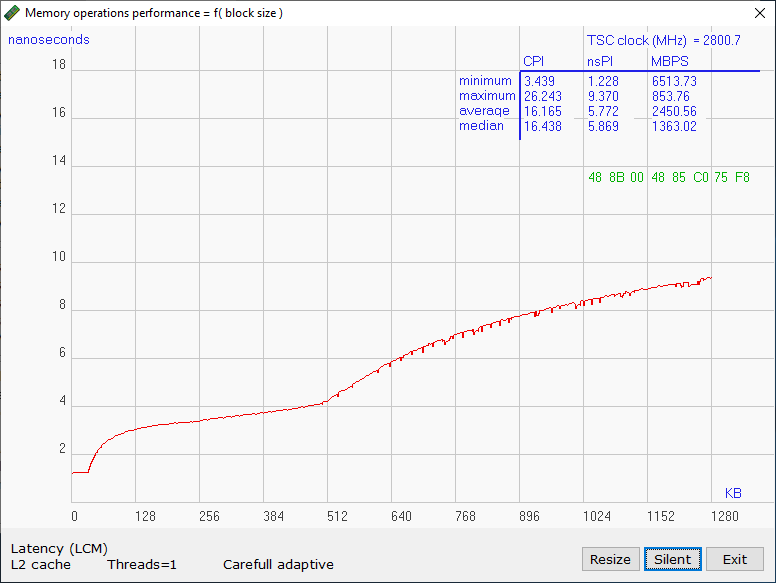 Memory operations performance = f( block size )
nanoseconds
TSC clock (MHz) = 2800.7
CPI nsPI MBPS
minimum 3.439 1.228 6513.73
maximum 26.243 9.370 853.76
average 16.165 5.772 2450.56
median 16.438 5.869 1363.02
48 8B 00 48 85 C0 75 F8
18
16
14
12
10
8
6
4
2
KB
0 128 256 384 512 640 768 896 1024 1152 1280
Latency (LCM)
L2 cache Threads=1 Carefull adaptive
Resize Silent Exit